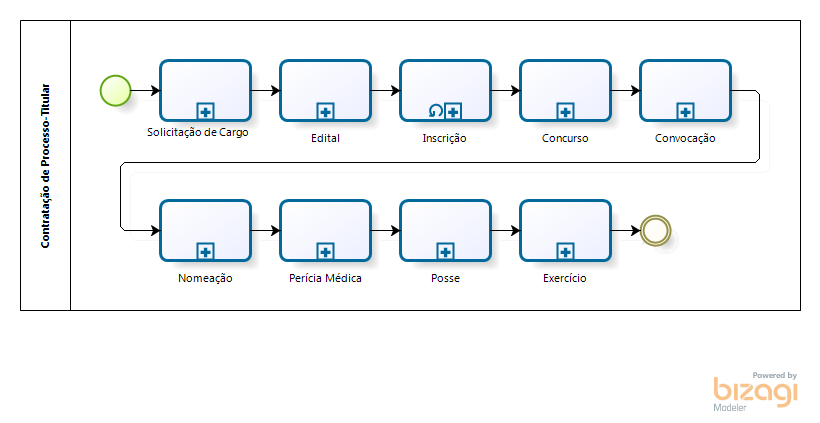 Contratação de Processo-Titular
Solicitação de Cargo
Edital
Inscrição
Concurso
Convocação
Nomeação
Perícia Médica
Posse
Exercício
Powered by
bizagi
Modeler